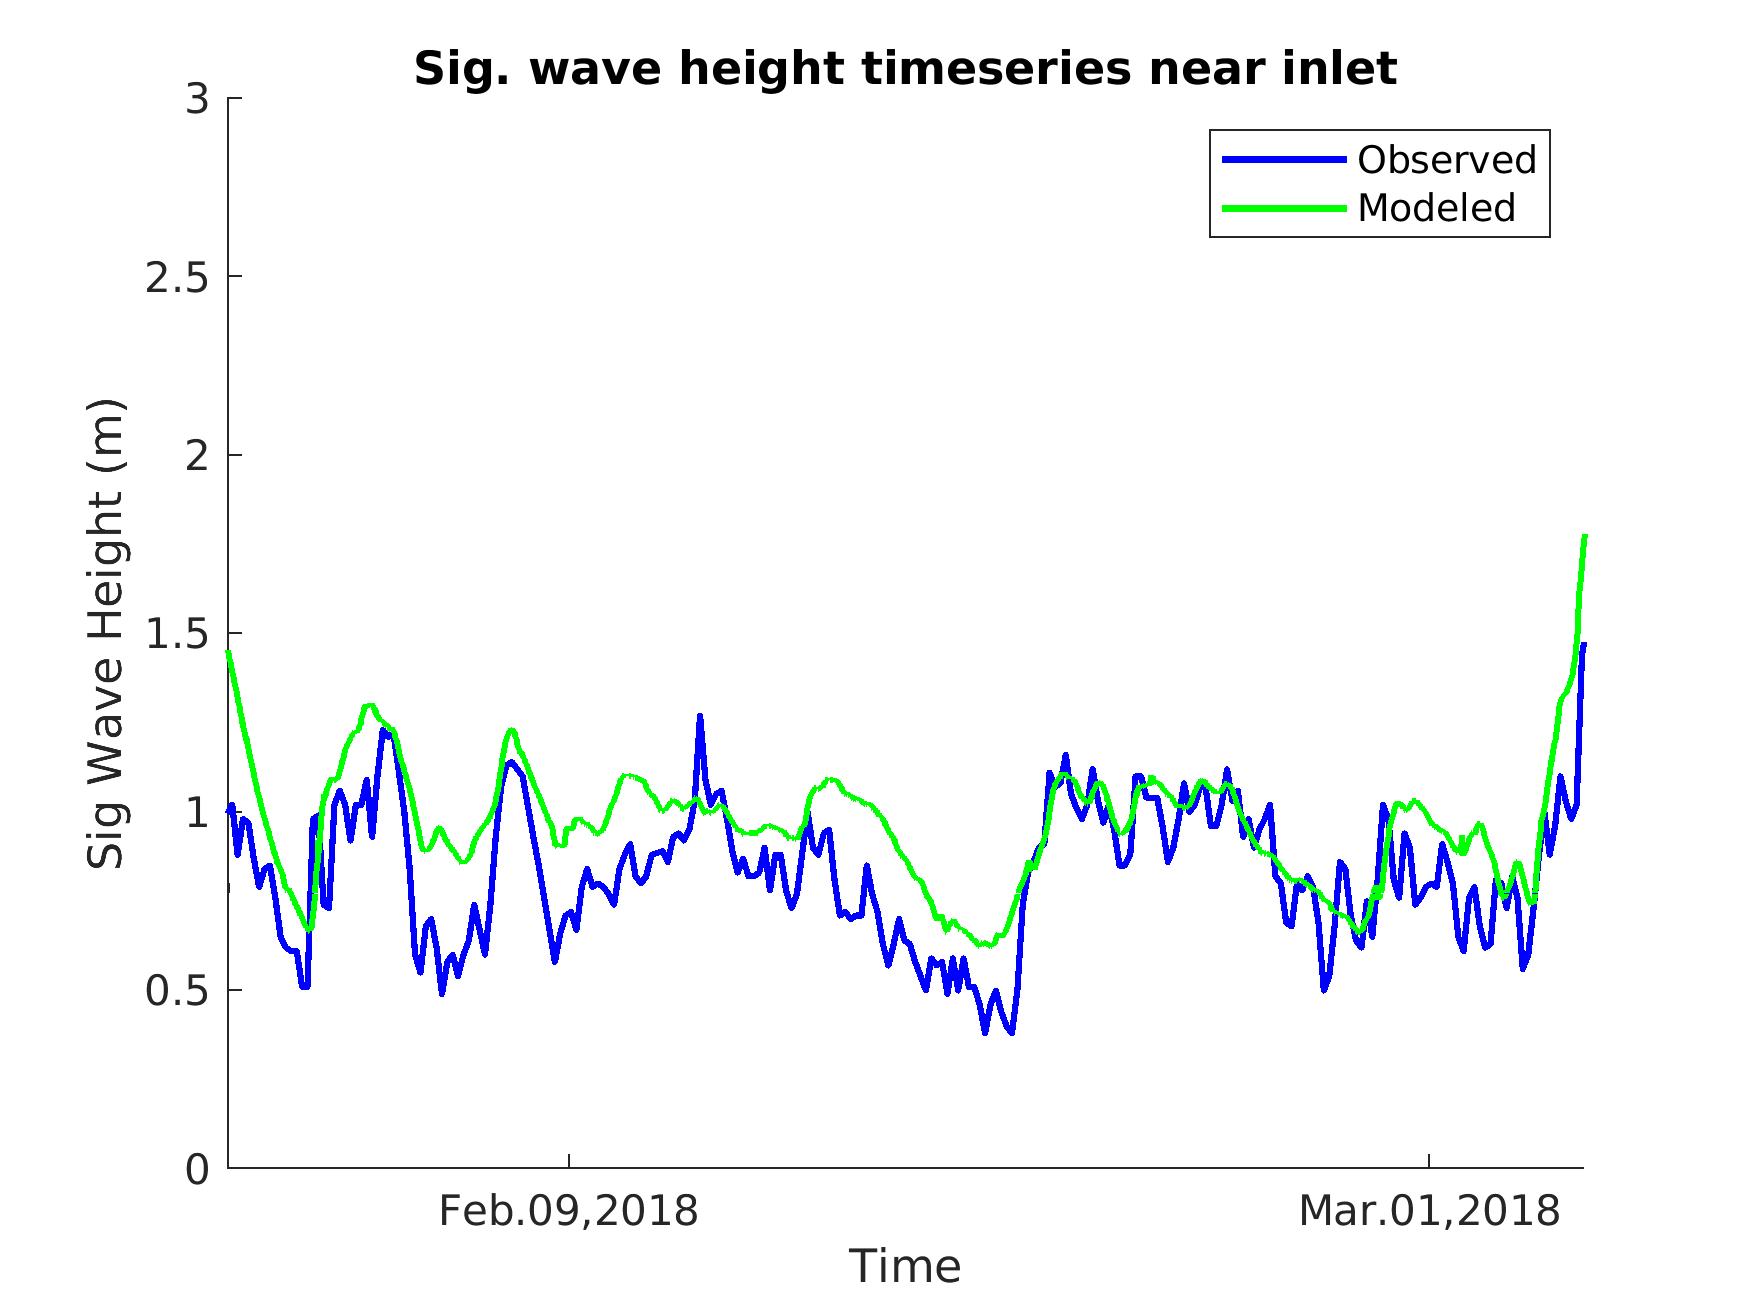 Sig. wave height timeseries near inlet
3
2.5
2
1.5
1
0.5
0
Sig Wave Height (m)
Observed
Modeled
Feb.09,2018
Mar.01,2018
Time